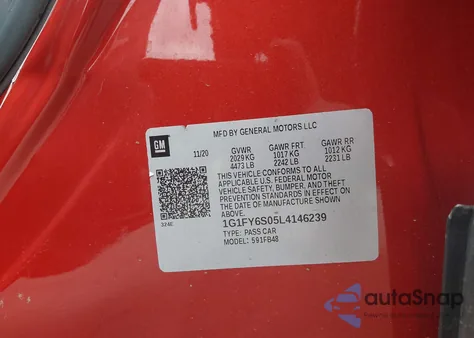 GM
MFD BY GENERAL MOTORS LLC
11/20 GVWR GAWR FRT GAWR RR
2029 KG 1017 KG 1012 KG
4473 LB 2242 LB 2231 LB
THIS VEHICLE CONFORMS TO ALL
APPLICABLE U.S. FEDERAL MOTOR
VEHICLE SAFETY, BUMPER, AND THEFT
PREVENTION STANDARDS IN EFFECT ON
THE DATE OF MANUFACTURE SHOWN
ABOVE.
1G1FY6S05L4146239
TYPE: PASS CAR
MODEL: 591FB48
autoSnap